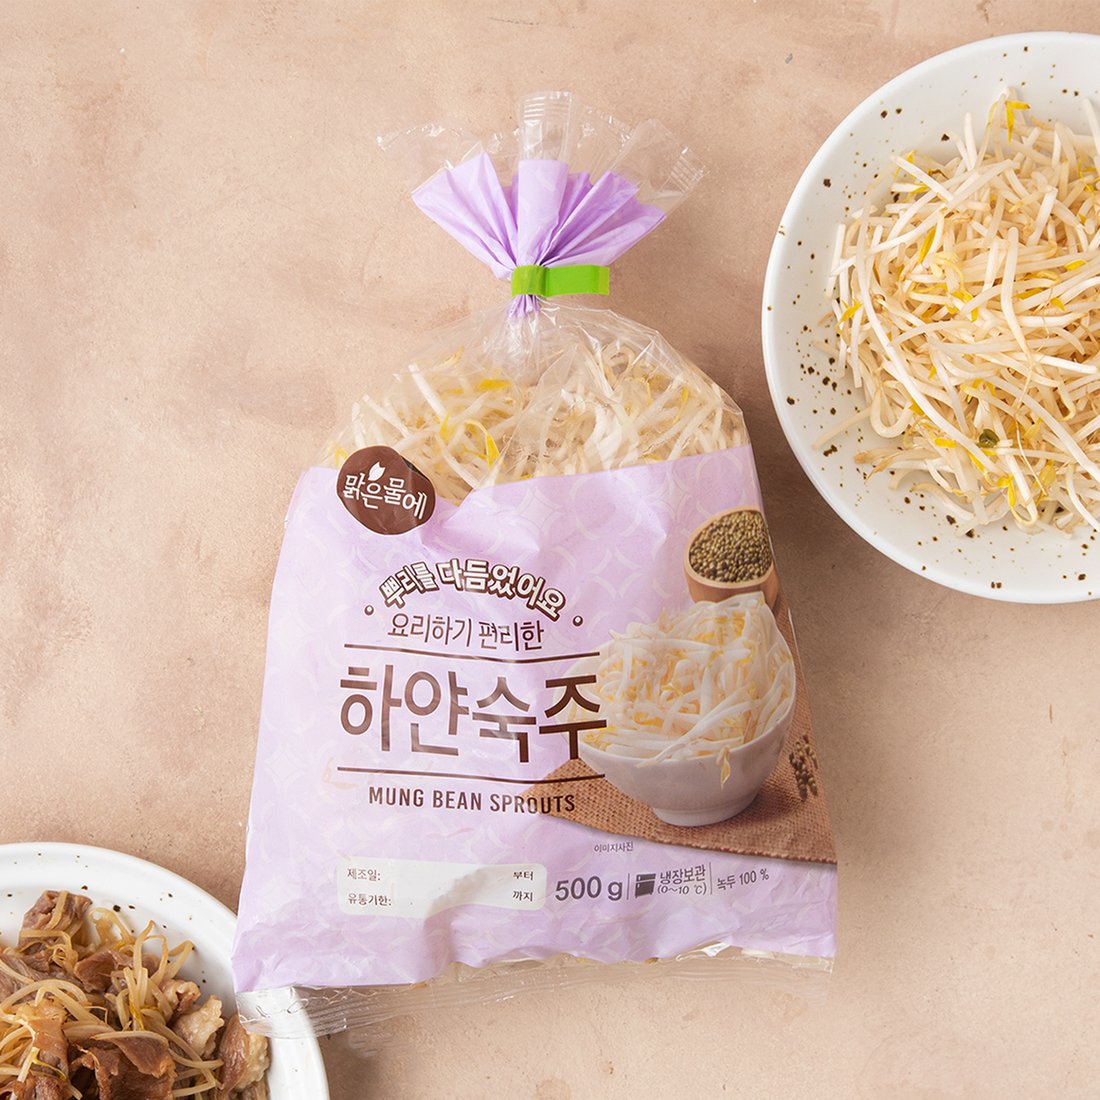 맑은물에
뿌리를 다듬었어요
요리하기 편리한
하얀숙주
MUNG BEAN SPROUTS
이미지사진
제조일: 부터
유통기한: 까지
500 g
냉장보관
(0~10 ℃)
녹두 100 %